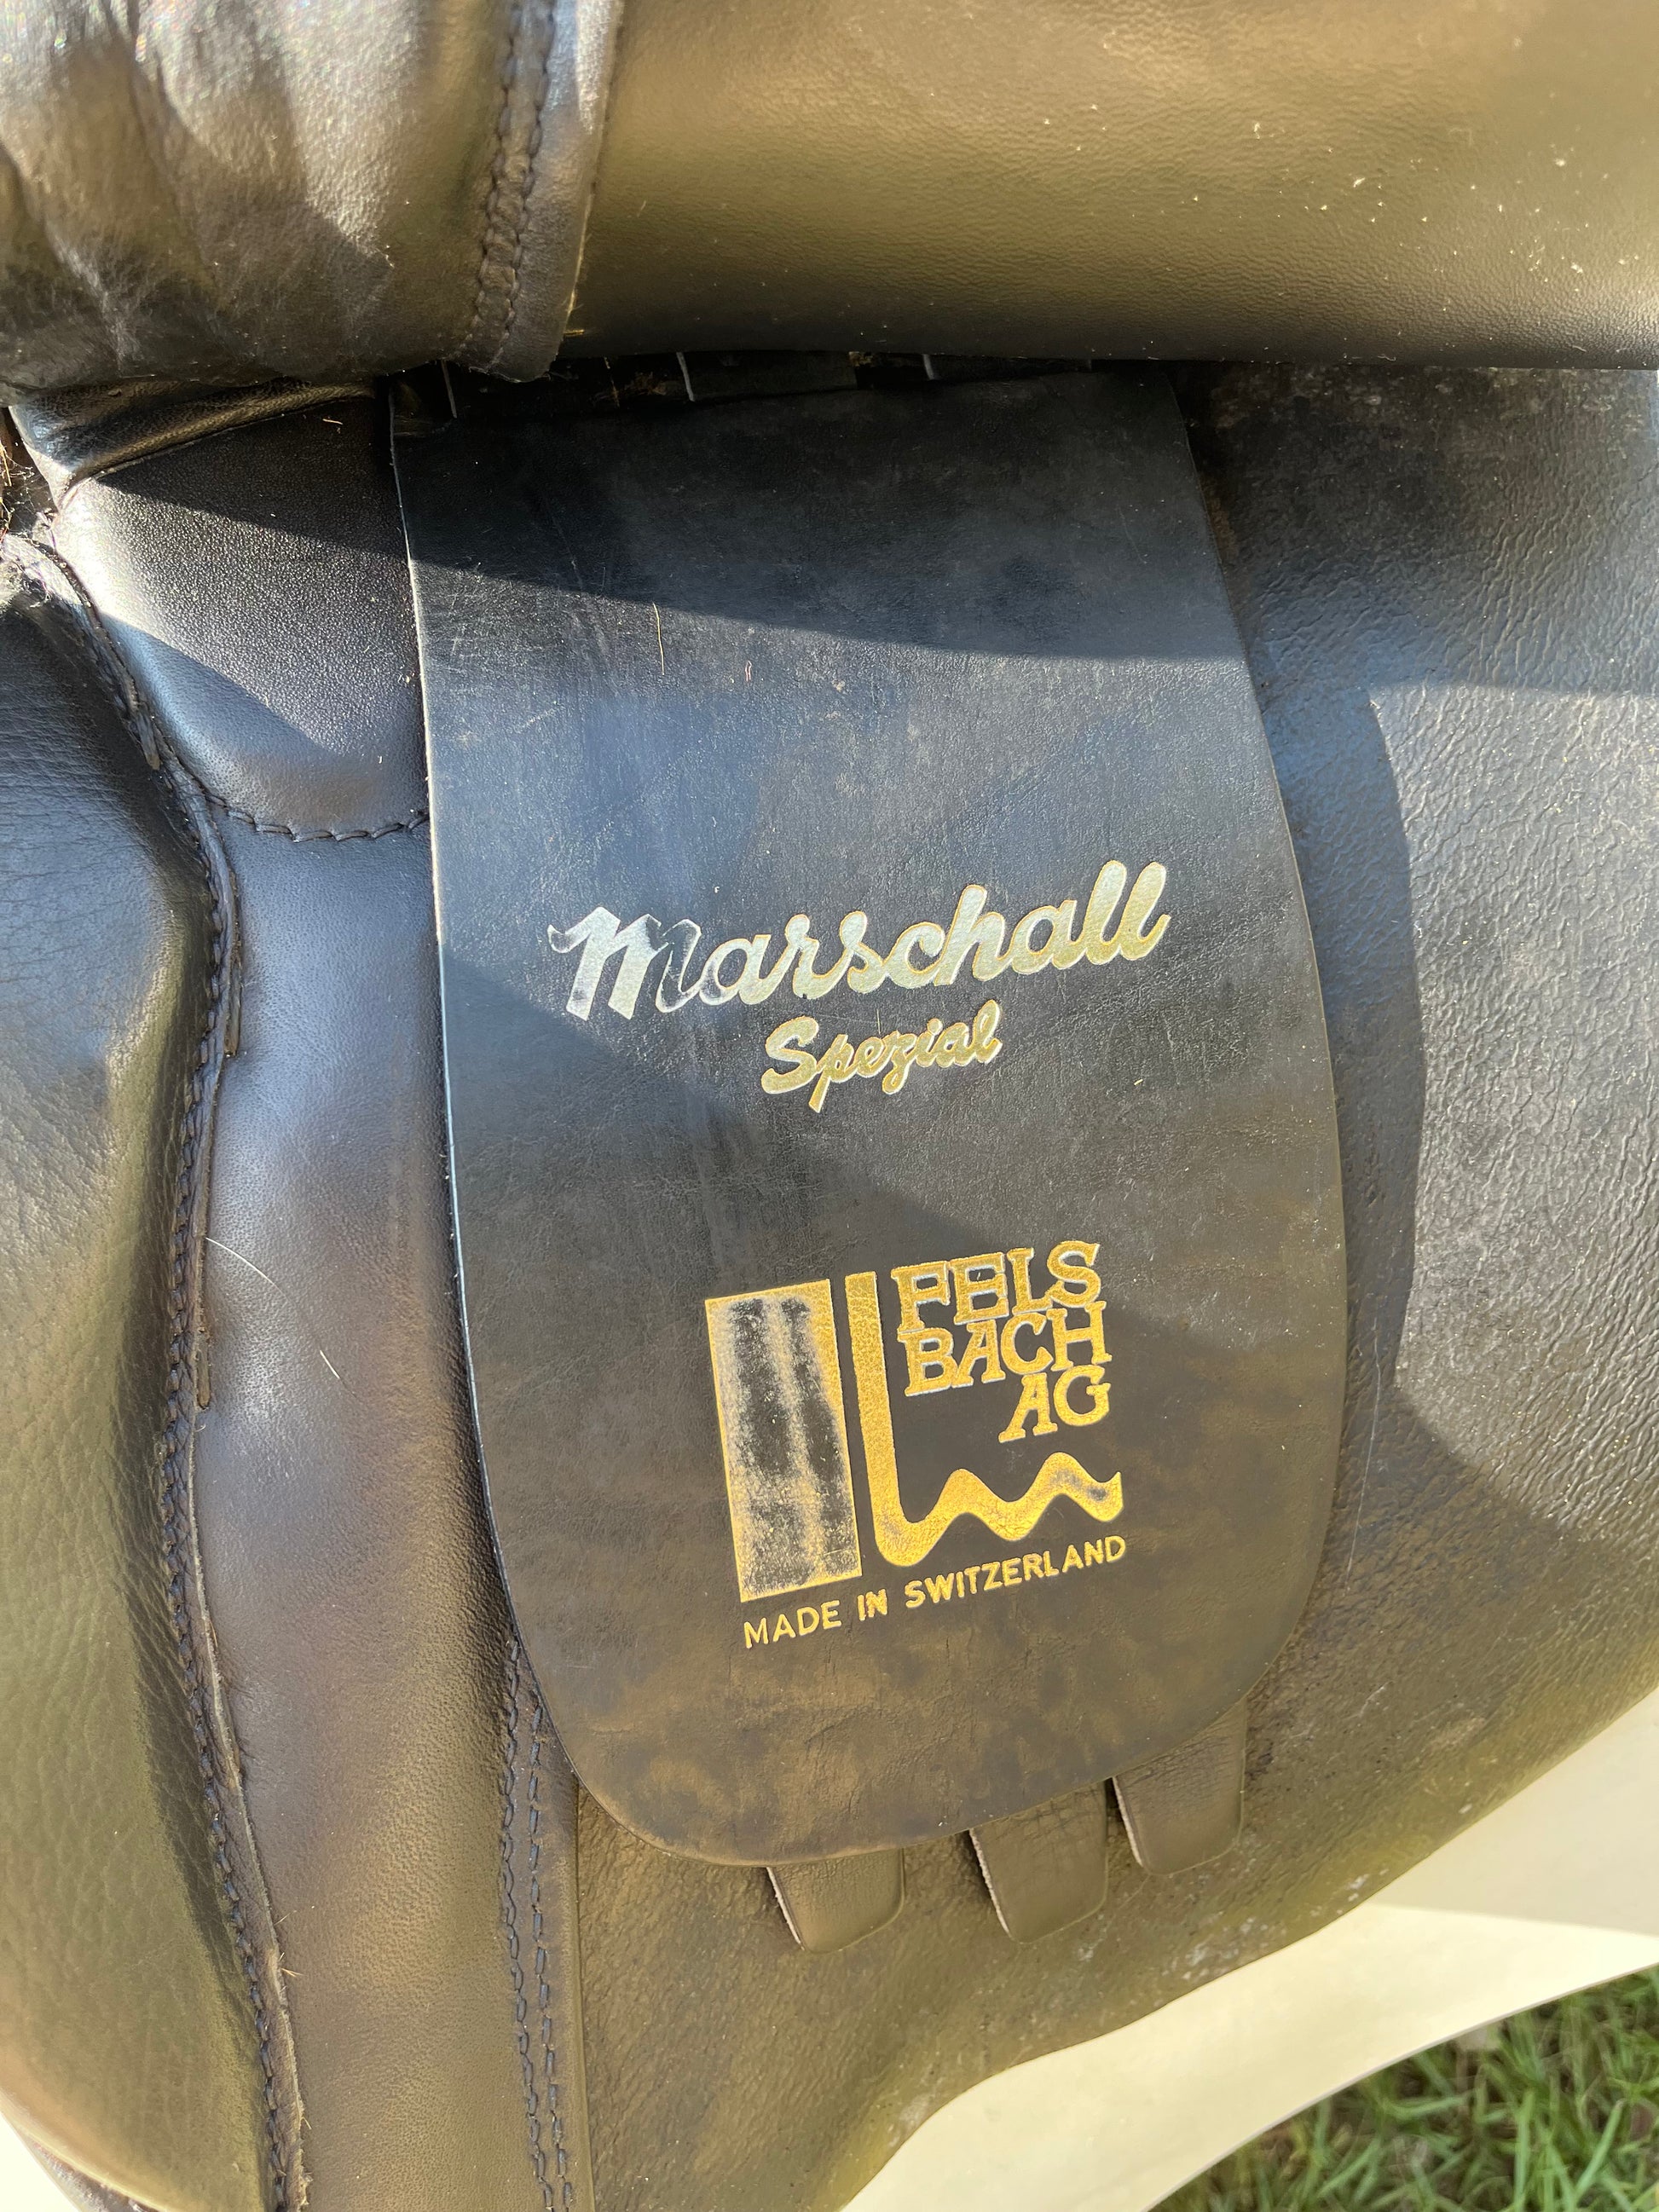 Marschall
Spezial
FELS
BACH
AG
MADE IN SWITZERLAND